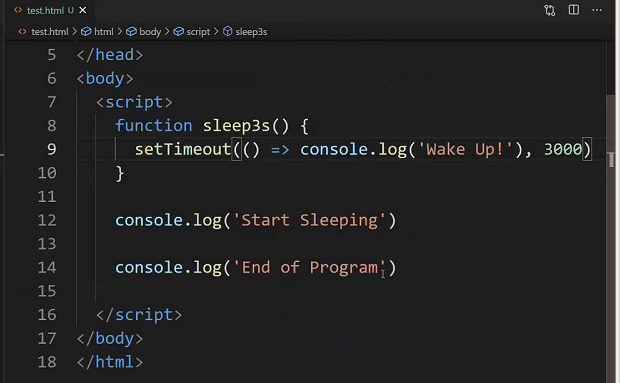 test.html U ×
test.html > html > body > script > sleep3s
5 </head>
6 <body>
7 <script>
8 function sleep3s() {
9 setTimeout(() => console.log('Wake Up!'), 3000)
10 }
11
12 console.log('Start Sleeping')
13
14 console.log('End of Program')
15
16 </script>
17 </body>
18 </html>